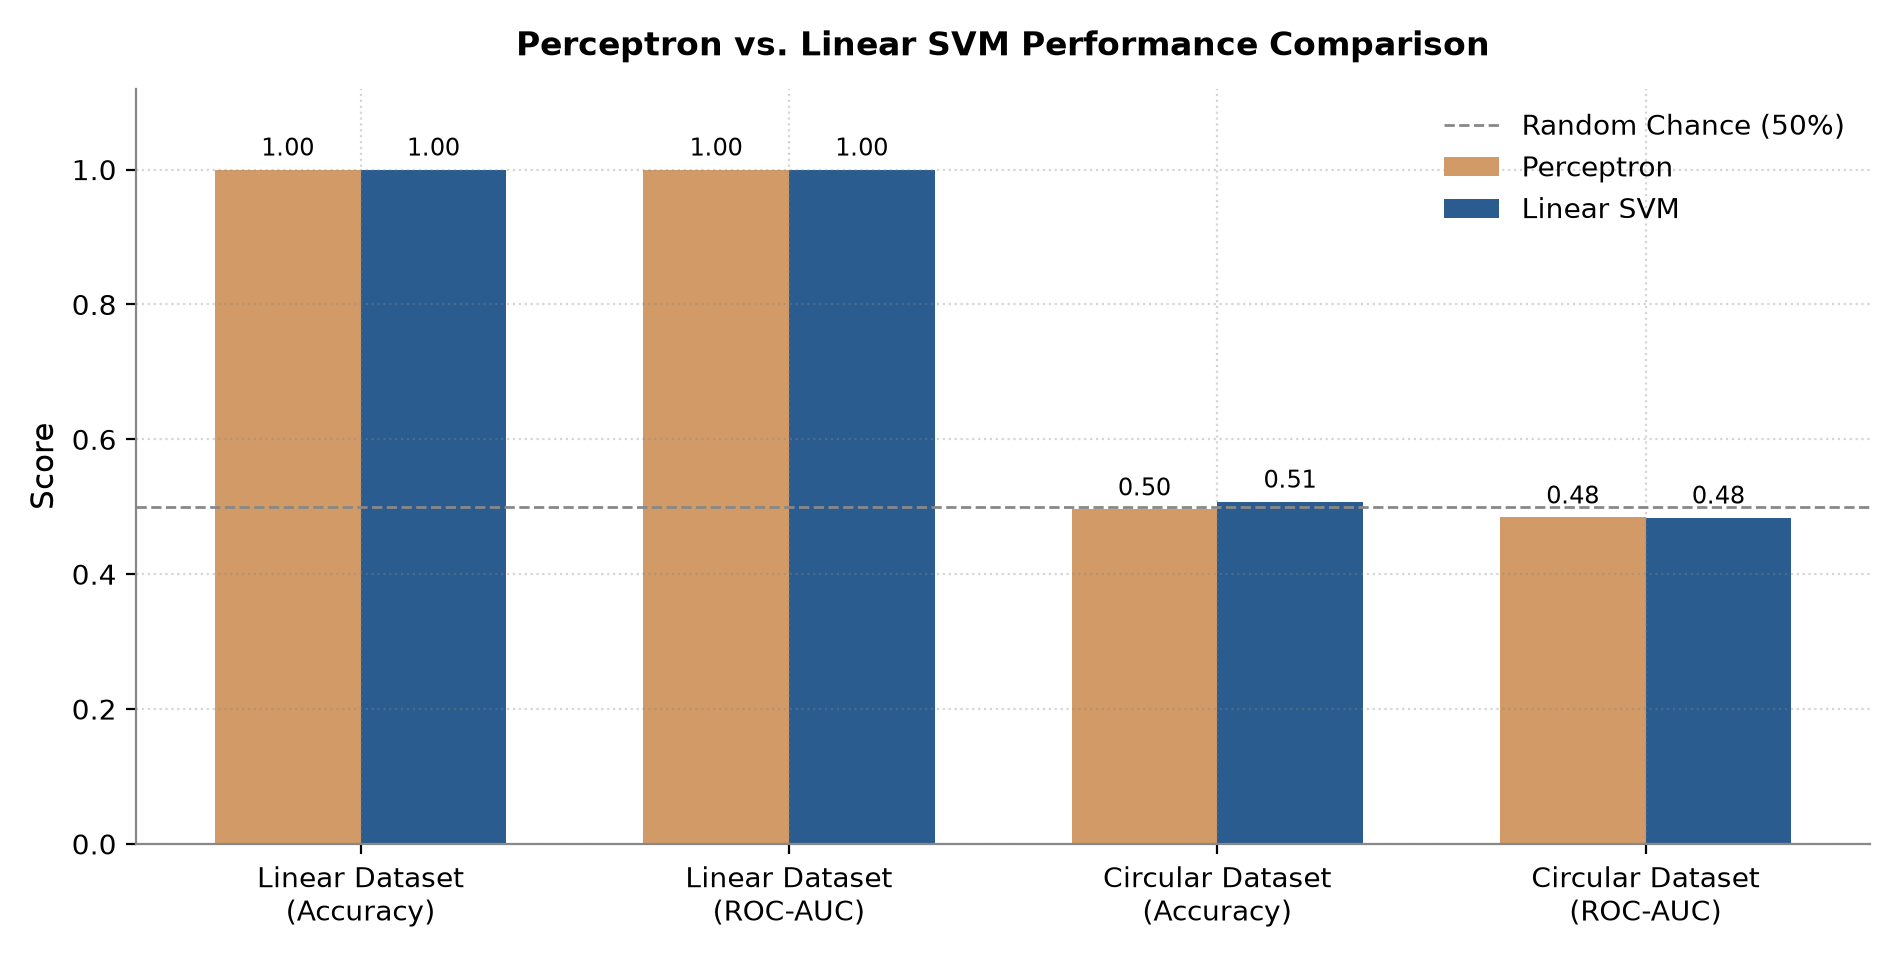 Perceptron vs. Linear SVM Performance Comparison
Random Chance (50%)
Perceptron
Linear SVM
1.00
1.00
1.00
1.00
0.50
0.51
0.48
0.48
Score
1.0
0.8
0.6
0.4
0.2
0.0
Linear Dataset
(Accuracy)
Linear Dataset
(ROC-AUC)
Circular Dataset
(Accuracy)
Circular Dataset
(ROC-AUC)